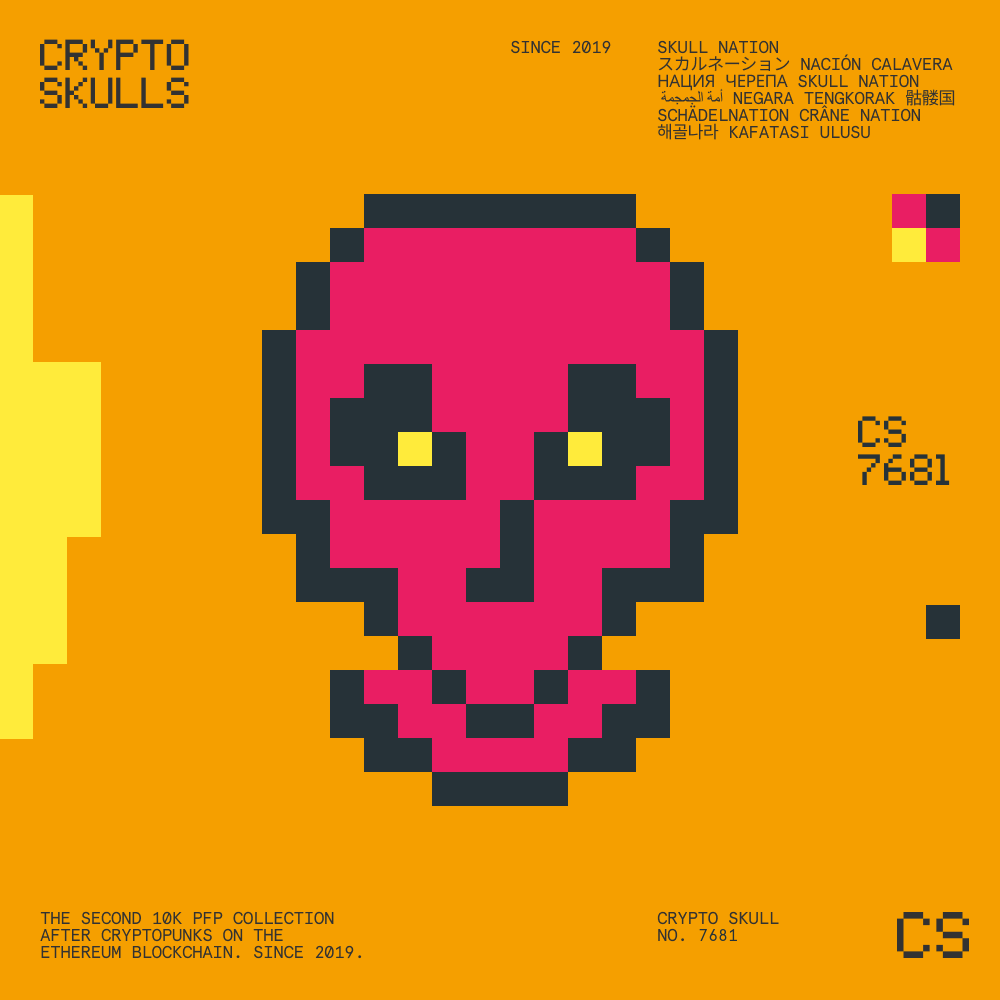 CRYPTO
SKULLS
SINCE 2019
SKULL NATION
スカルネーション NACIÓN CALAVERA
НАЦИЯ ЧЕРЕПА SKULL NATION
أمة الجمجمة NEGARA TENGKORAK 骷髅国
SCHÄDELNATION CRÂNE NATION
해골나라 KAFATASI ULUSU
CS
7681
THE SECOND 10K PFP COLLECTION
AFTER CRYPTOPUNKS ON THE
ETHEREUM BLOCKCHAIN. SINCE 2019.
CRYPTO SKULL
NO. 7681
CS